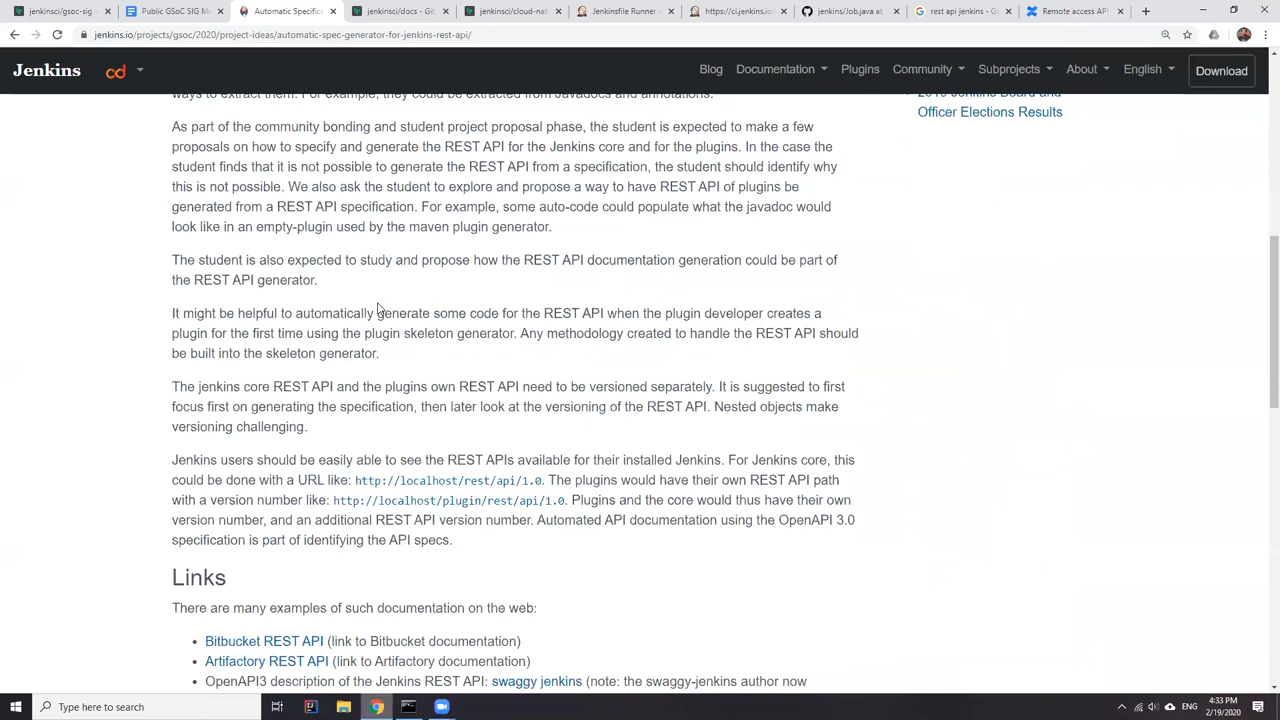 jenkinsci/gsoc-sig
Public GSoC SIG M
Automatic Specific
jenkinsci/docs - Git
jenkinsci/cloud-nat
Jenkinsfile Runner
https://ci.jenkins.io
jenkins/Job.java at
rest api jenkins - G
Remote access API
jenkins.io/projects/gsoc/2020/project-ideas/automatic-spec-generator-for-jenkins-rest-api/
Jenkins
cd
Blog
Documentation
Plugins
Community
Subprojects
About
English
Download
ways to extract them. For example, they could be extracted from Javadocs and annotations.
2019 Jenkins Board and
Officer Elections Results
As part of the community bonding and student project proposal phase, the student is expected to make a few
proposals on how to specify and generate the REST API for the Jenkins core and for the plugins. In the case the
student finds that it is not possible to generate the REST API from a specification, the student should identify why
this is not possible. We also ask the student to explore and propose a way to have REST API of plugins be
generated from a REST API specification. For example, some auto-code could populate what the javadoc would
look like in an empty-plugin used by the maven plugin generator.
The student is also expected to study and propose how the REST API documentation generation could be part of
the REST API generator.
It might be helpful to automatically generate some code for the REST API when the plugin developer creates a
plugin for the first time using the plugin skeleton generator. Any methodology created to handle the REST API should
be built into the skeleton generator.
The jenkins core REST API and the plugins own REST API need to be versioned separately. It is suggested to first
focus first on generating the specification, then later look at the versioning of the REST API. Nested objects make
versioning challenging.
Jenkins users should be easily able to see the REST APIs available for their installed Jenkins. For Jenkins core, this
could be done with a URL like: http://localhost/rest/api/1.0. The plugins would have their own REST API path
with a version number like: http://localhost/plugin/rest/api/1.0. Plugins and the core would thus have their own
version number, and an additional REST API version number. Automated API documentation using the OpenAPI 3.0
specification is part of identifying the API specs.
Links
There are many examples of such documentation on the web:
• Bitbucket REST API (link to Bitbucket documentation)
• Artifactory REST API (link to Artifactory documentation)
• OpenAPI3 description of the Jenkins REST API: swaggy jenkins (note: the swaggy-jenkins author now
Type here to search
ENG
4:33 PM
2/19/2020